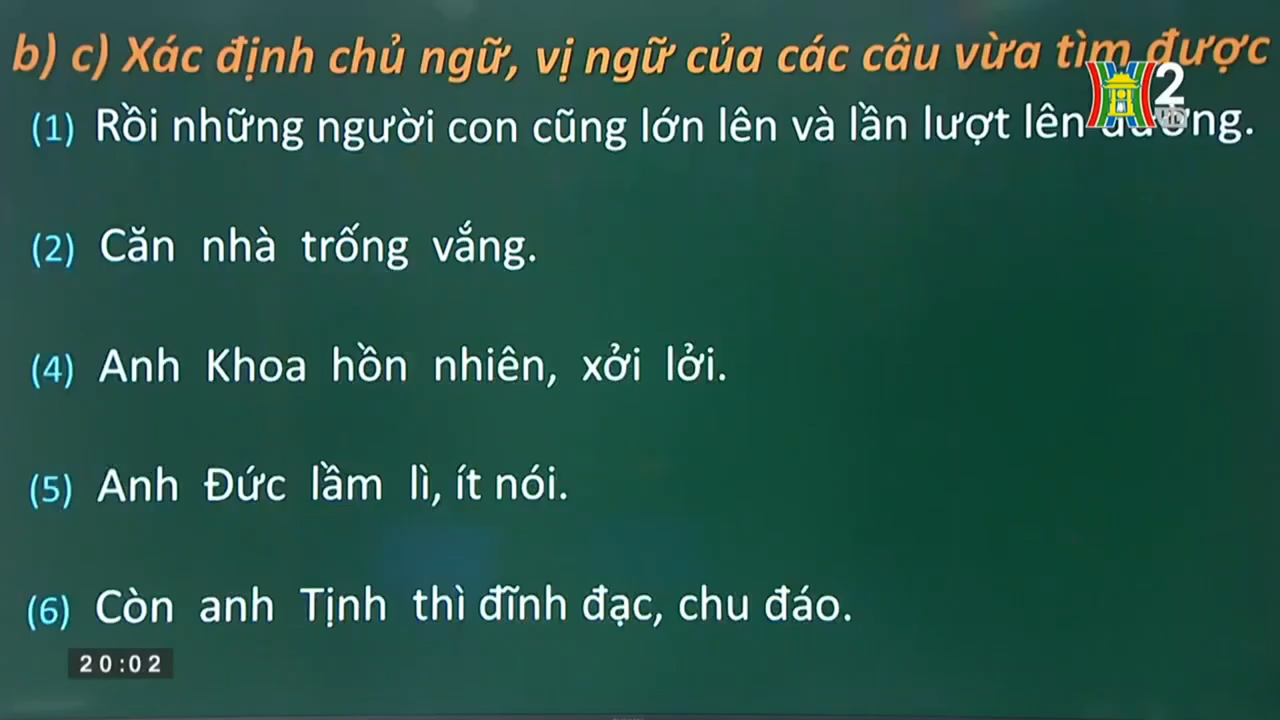 b) c) Xác định chủ ngữ, vị ngữ của các câu vừa tìm được
2
(1) Rồi những người con cũng lớn lên và lần lượt lên đường.
(2) Căn nhà trống vắng.
(4) Anh Khoa hồn nhiên, xởi lởi.
(5) Anh Đức lầm lì, ít nói.
(6) Còn anh Tịnh thì đĩnh đạc, chu đáo.
20:02